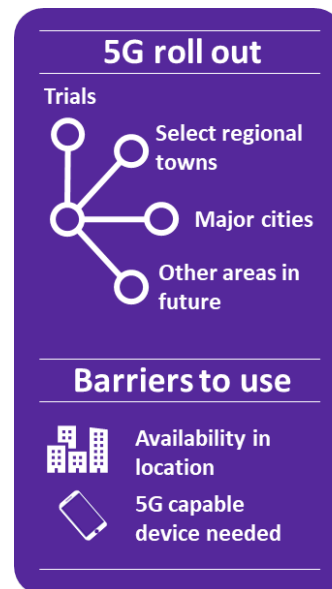 5G roll out
Trials
Select regional
towns
Major cities
Other areas in
future
Barriers to use
Availability in
location
5G capable
device needed